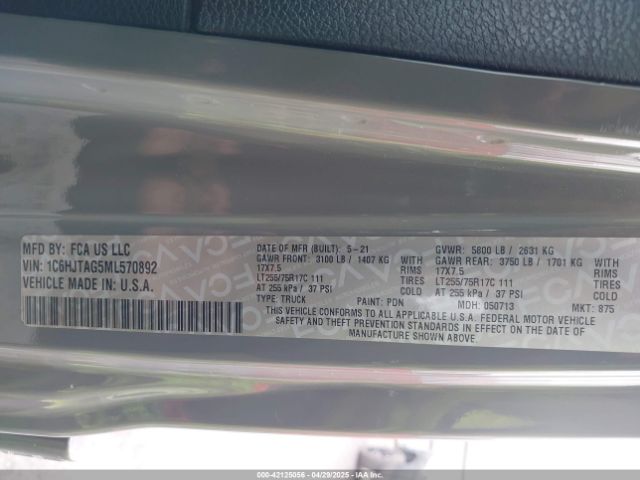 MFD BY: FCA US LLC
VIN: 1C6HJTAG5ML570892
VEHICLE MADE IN: U.S.A.
DATE OF MFR (BUILT): 5-21 GVWR: 5800 LB / 2631 KG
GAWR FRONT: 3100 LB / 1407 KG GAWR REAR: 3750 LB / 1701 KG
17X7.5 RIMS 17X7.5 RIMS
LT255/75R17C 111 TIRES LT255/75R17C 111 TIRES
AT 255 kPa / 37 PSI COLD AT 255 kPa / 37 PSI COLD
TYPE: TRUCK PAINT: PDN MDH: 050713 MKT: 875
THIS VEHICLE CONFORMS TO ALL APPLICABLE U.S.A. FEDERAL MOTOR VEHICLE
SAFETY AND THEFT PREVENTION STANDARDS IN EFFECT ON THE DATE OF
MANUFACTURE SHOWN ABOVE.
000-42125056 - 04/29/2025 - IAAI.COM